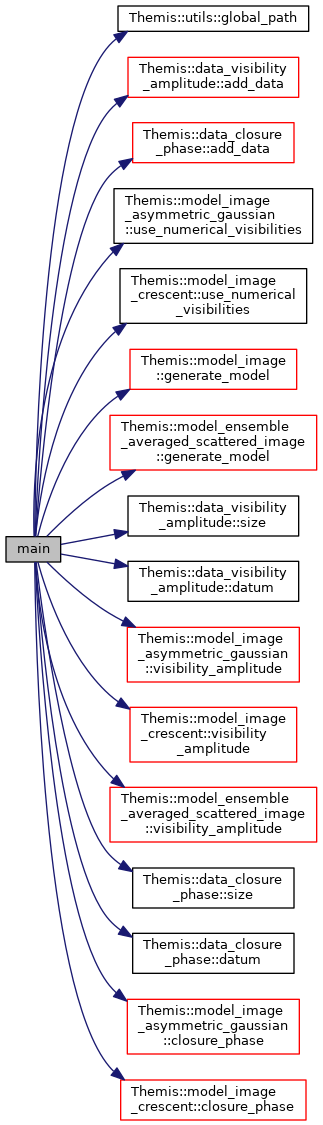 Themis::utils::global_path
Themis::data_visibility
_amplitude::add_data
Themis::data_closure
_phase::add_data
Themis::model_image
_asymmetric_gaussian
::use_numerical_visibilities
Themis::model_image
_crescent::use_numerical
_visibilities
Themis::model_image
::generate_model
Themis::model_ensemble
_averaged_scattered_image
::generate_model
Themis::data_visibility
_amplitude::size
main
Themis::data_visibility
_amplitude::datum
Themis::model_image
_asymmetric_gaussian
::visibility_amplitude
Themis::model_image
_crescent::visibility
_amplitude
Themis::model_ensemble
_averaged_scattered_image
::visibility_amplitude
Themis::data_closure
_phase::size
Themis::data_closure
_phase::datum
Themis::model_image
_asymmetric_gaussian
::closure_phase
Themis::model_image
_crescent::closure_phase